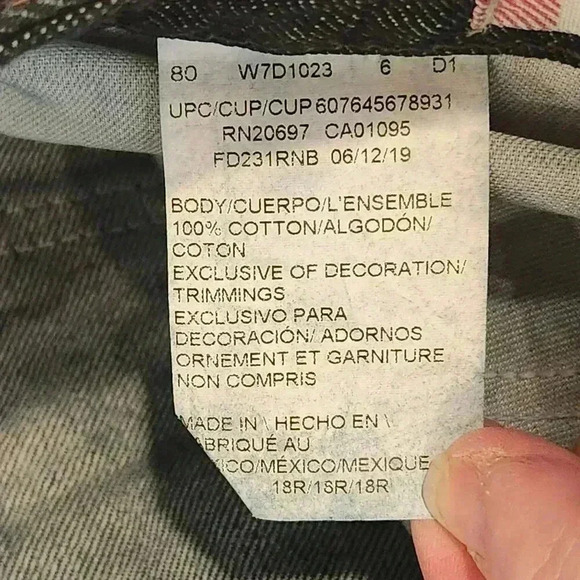 80 W7D1023 6 D1
UPC/CUP/CUP 607645678931
RN20697 CA01095
FD231RNB 06/12/19
BODY/CUERPO/L'ENSEMBLE
100% COTTON/ALGODÓN/
COTON
EXCLUSIVE OF DECORATION/
TRIMMINGS
EXCLUSIVO PARA
DECORACIÓN/ ADORNOS
ORNEMENT ET GARNITURE
NON COMPRIS
MADE IN \ HECHO EN \
ABRIQUÉ AU
ICO/MÉXICO/MEXIQUE
18R/18R/18R